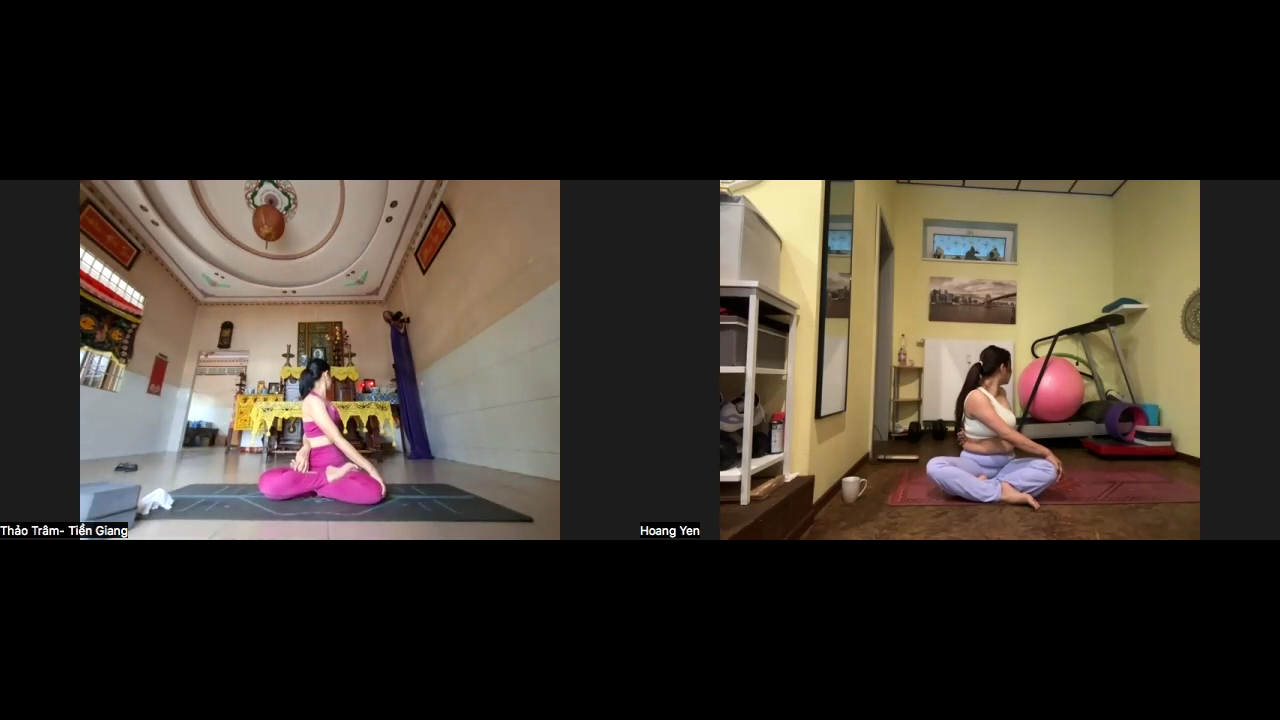 Thảo Trâm- Tiền Giang
Hoang Yen